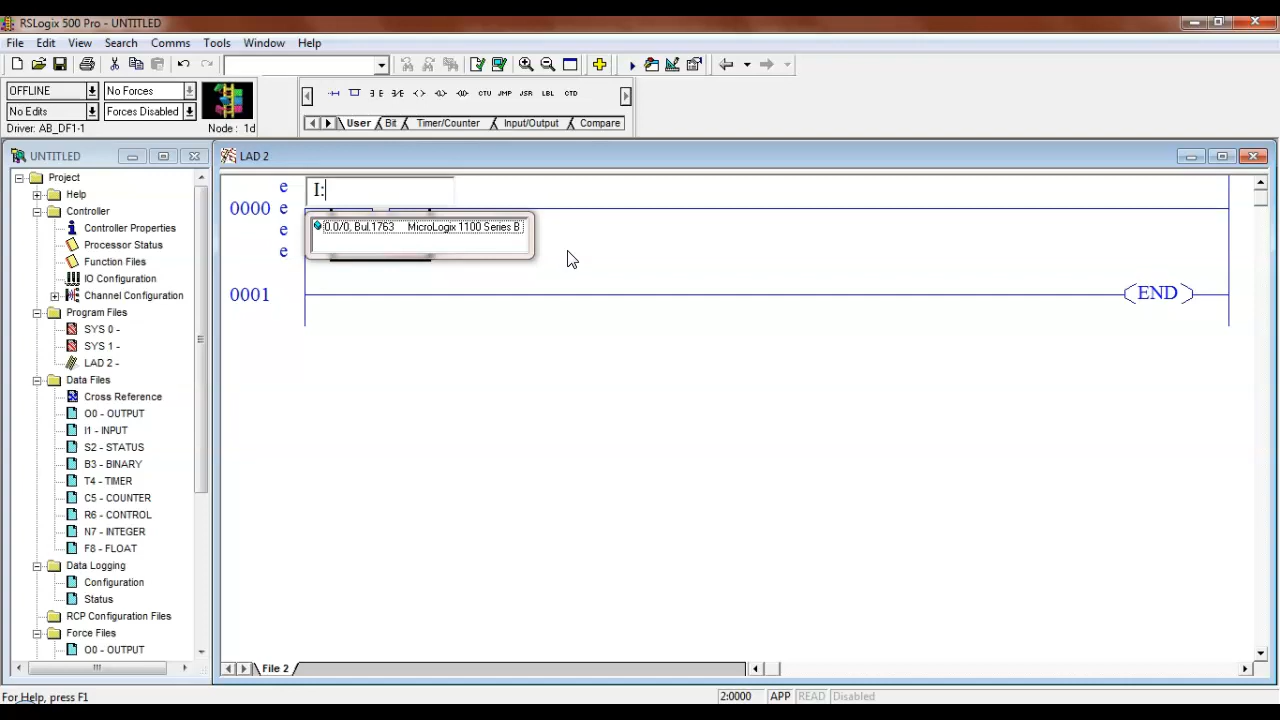 RSLogix 500 Pro - UNTITLED
File Edit View Search Comms Tools Window Help
OFFLINE No Forces
No Edits Forces Disabled
Driver: AB_DF1-1 Node : 1d
CTU JMP JSR LBL CTD
User Bit Timer/Counter Input/Output Compare
UNTITLED
Project
Help
Controller
Controller Properties
Processor Status
Function Files
IO Configuration
Channel Configuration
Program Files
SYS 0 -
SYS 1 -
LAD 2 -
Data Files
Cross Reference
O0 - OUTPUT
I1 - INPUT
S2 - STATUS
B3 - BINARY
T4 - TIMER
C5 - COUNTER
R6 - CONTROL
N7 - INTEGER
F8 - FLOAT
Data Logging
Configuration
Status
RCP Configuration Files
Force Files
O0 - OUTPUT
LAD 2
e I:
0000 e
e 0.0/0, Bul.1763 MicroLogix 1100 Series B
e
0001 END
File 2
For Help, press F1 2:0000 APP READ Disabled